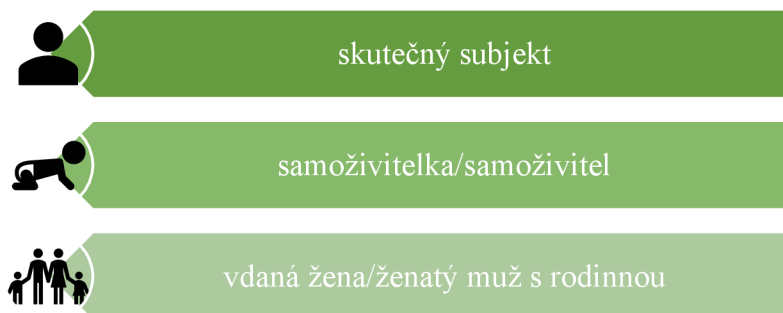 skutečný subjekt
samoživitelka/samoživitel
vdaná žena/ženatý muž s rodinnou